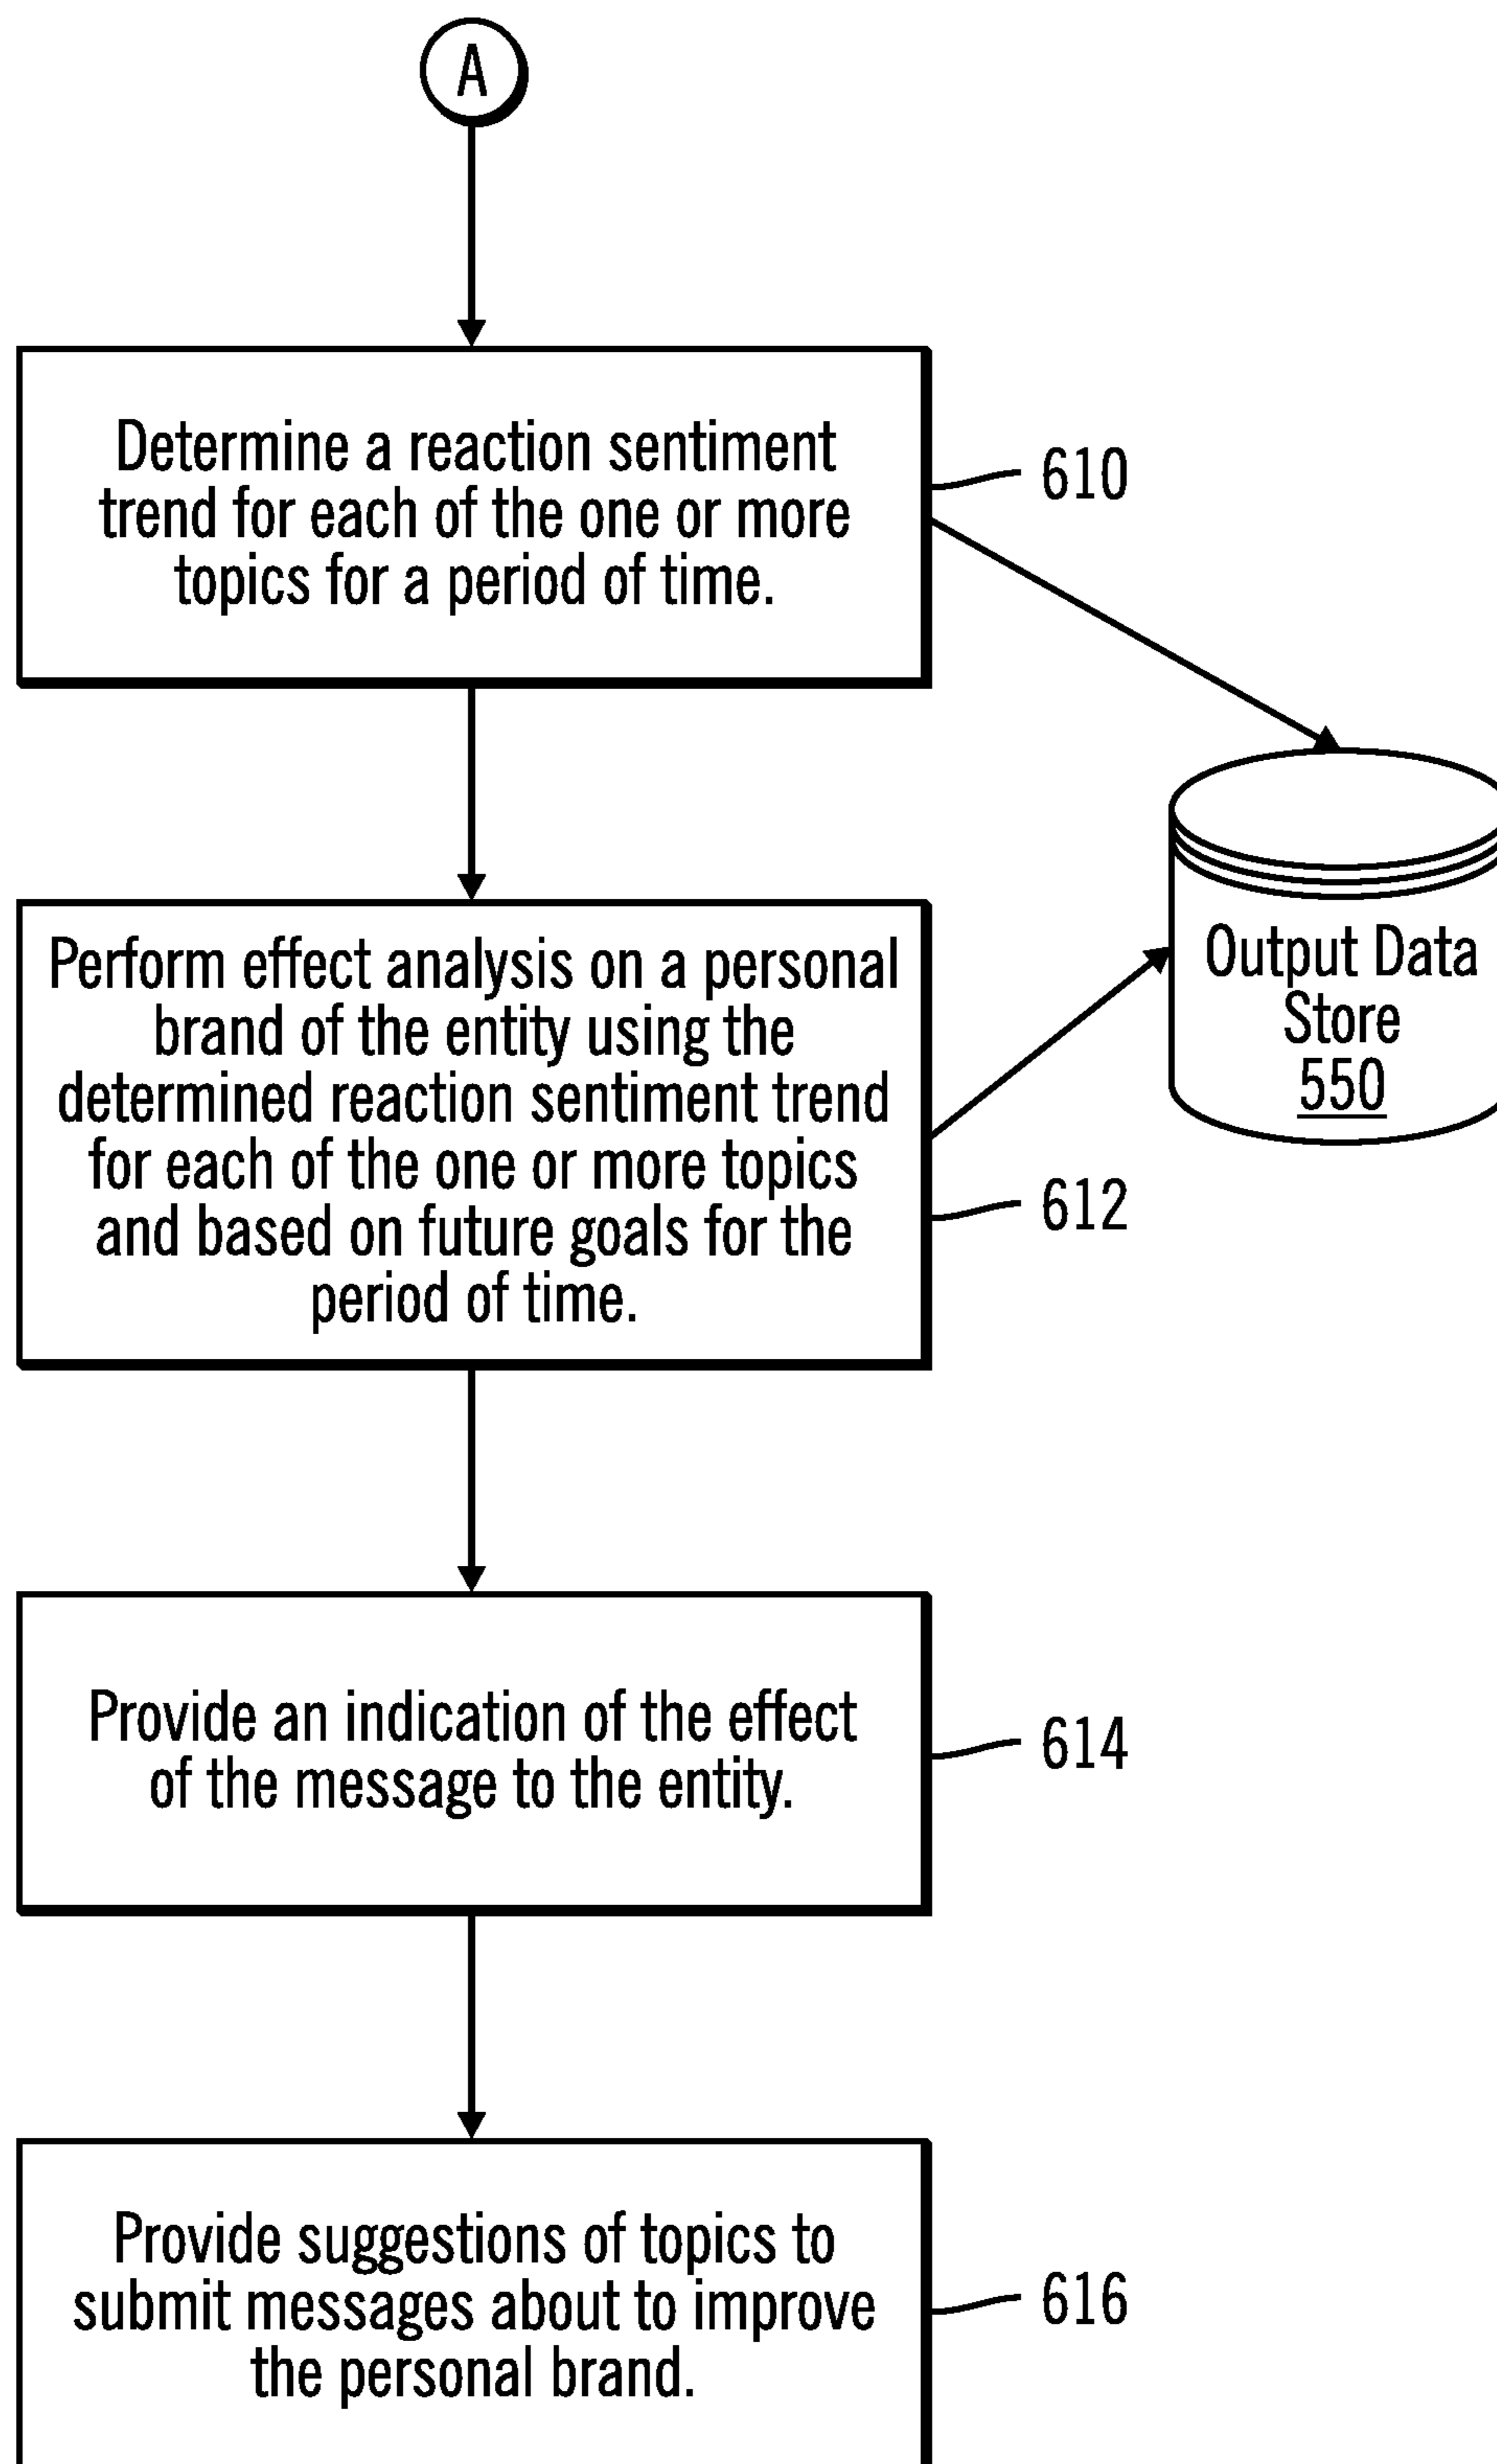 A
Determine a reaction sentiment
trend for each of the one or more
topics for a period of time.
610
Output Data
Store
550
Perform effect analysis on a personal
brand of the entity using the
determined reaction sentiment trend
for each of the one or more topics
and based on future goals for the
period of time.
612
Provide an indication of the effect
of the message to the entity.
614
Provide suggestions of topics to
submit messages about to improve
the personal brand.
616